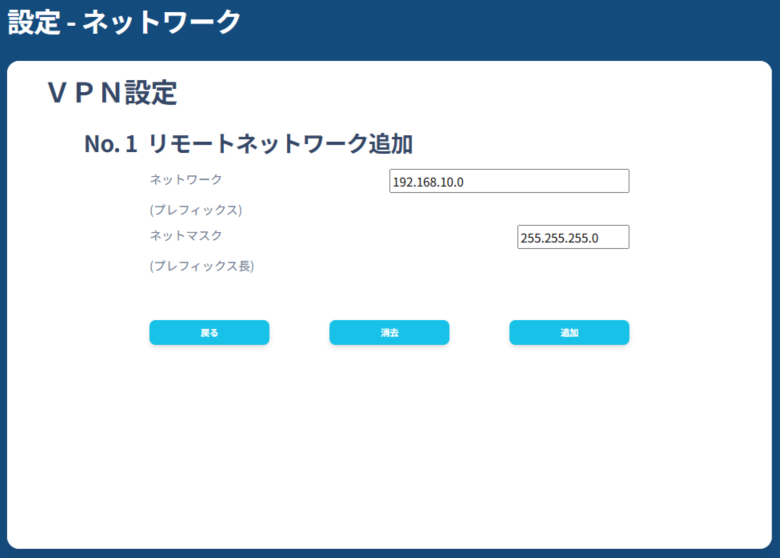 設定 - ネットワーク
ＶＰＮ設定
No. 1 リモートネットワーク追加
ネットワーク 192.168.10.0
(プレフィックス)
ネットマスク 255.255.255.0
(プレフィックス長)
戻る 消去 追加